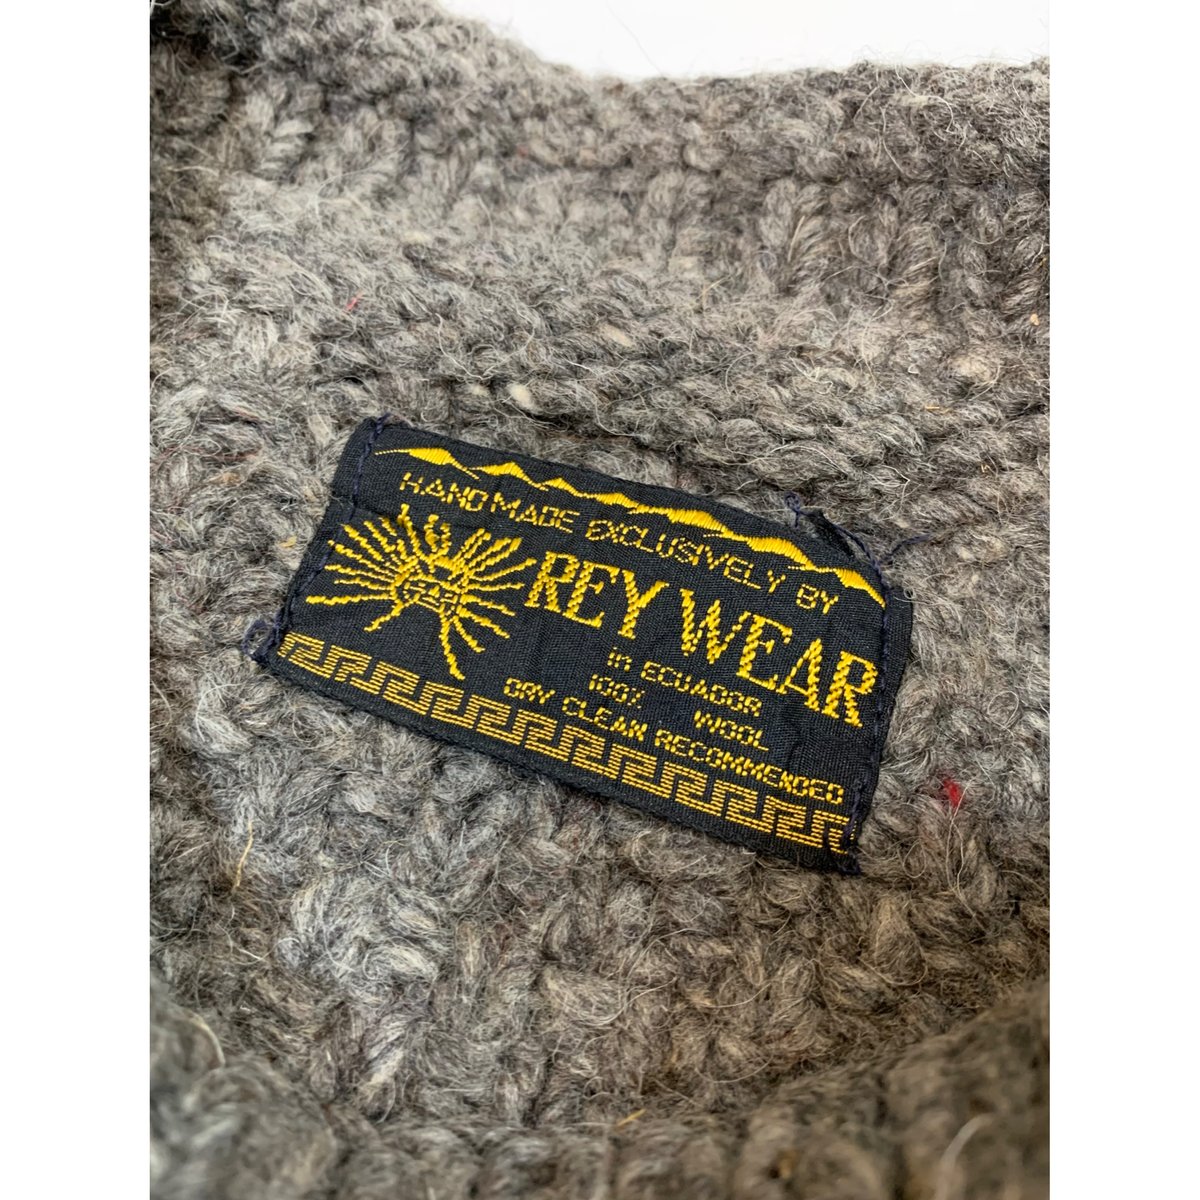 HAND MADE EXCLUSIVELY BY
REY WEAR
in ECUADOR
100% WOOL
DRY CLEAN RECOMMENDED